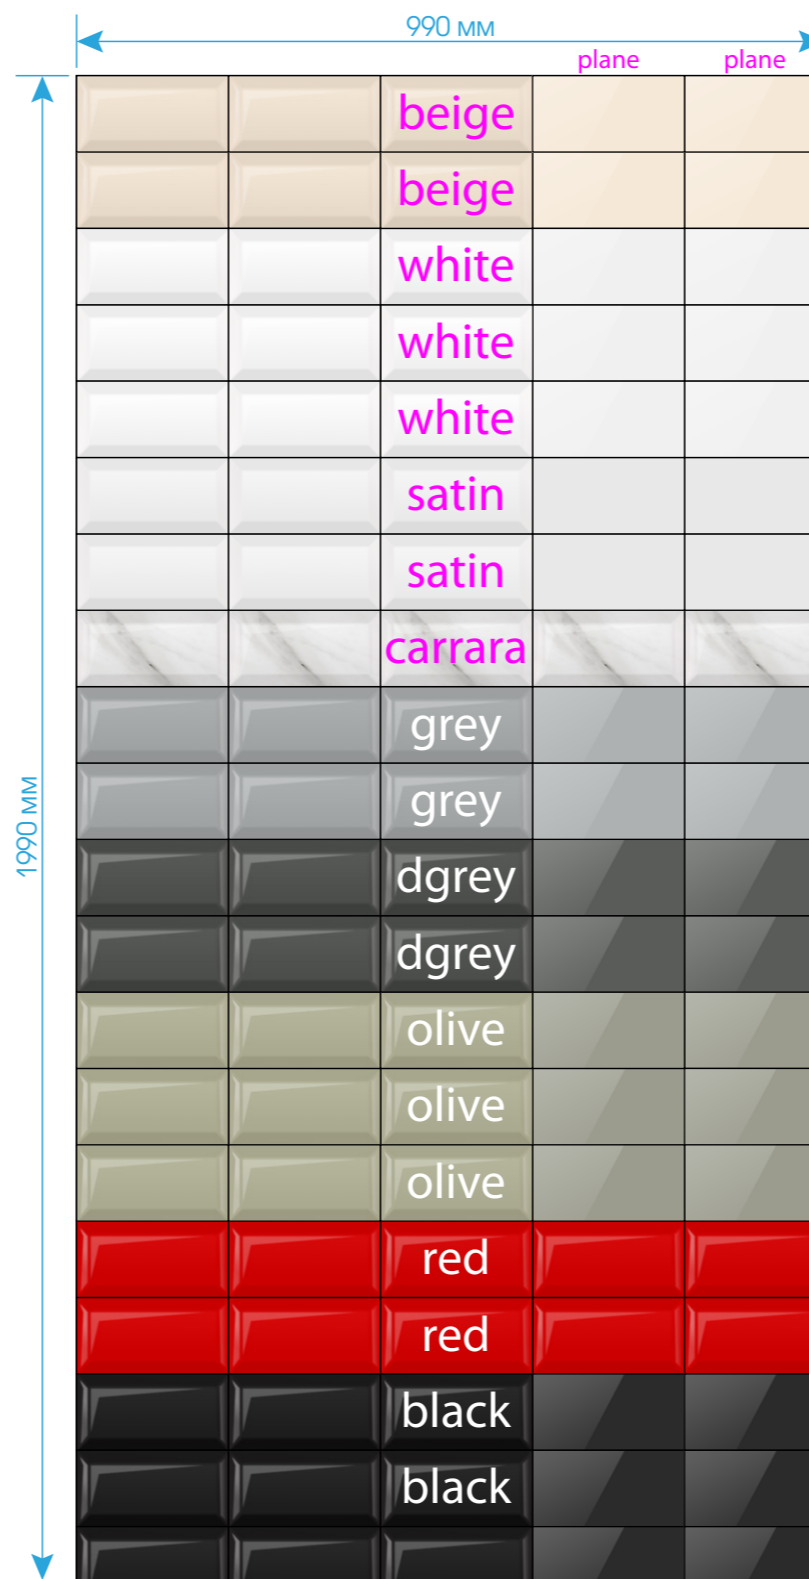 990 мм
plane plane
beige
beige
white
white
white
satin
satin
carrara
grey
grey
1990 мм
dgrey
dgrey
olive
olive
olive
red
red
black
black